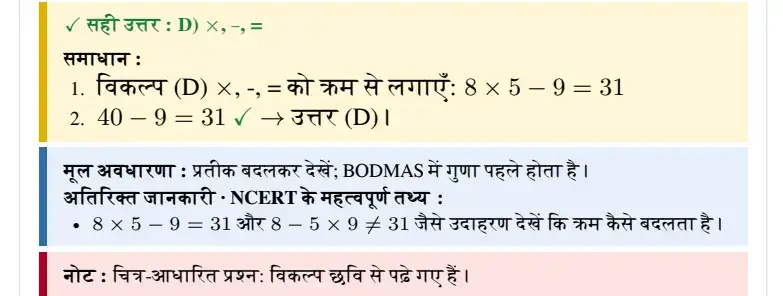 ✓ सही उत्तर : D) ×, −, =
समाधान :
1. विकल्प (D) ×, -, = को क्रम से लगाएँ: 8 × 5 − 9 = 31
2. 40 − 9 = 31 ✓ → उत्तर (D)।
मूल अवधारणा : प्रतीक बदलकर देखें; BODMAS में गुणा पहले होता है।
अतिरिक्त जानकारी · NCERT के महत्वपूर्ण तथ्य :
• 8 × 5 − 9 = 31 और 8 − 5 × 9 ≠ 31 जैसे उदाहरण देखें कि क्रम कैसे बदलता है।
नोट : चित्र-आधारित प्रश्न: विकल्प छवि से पढ़े गए हैं।